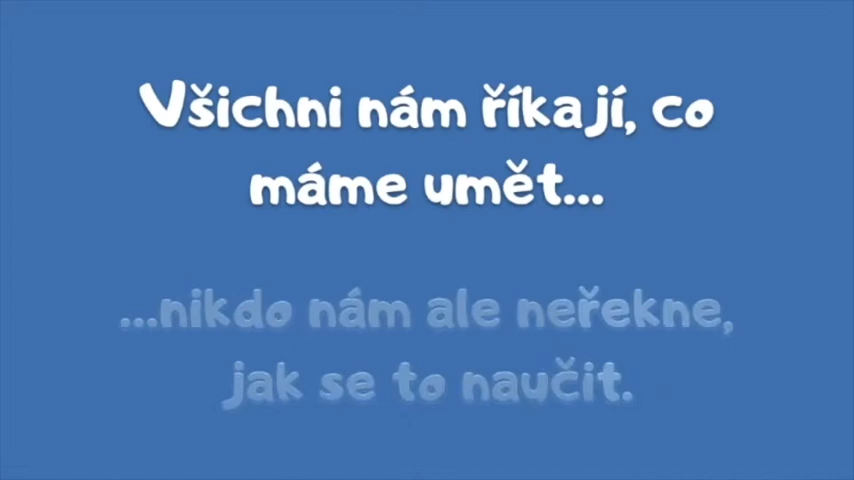 Všichni nám říkají, co
máme umět...
...nikdo nám ale neřekne,
jak se to naučit.